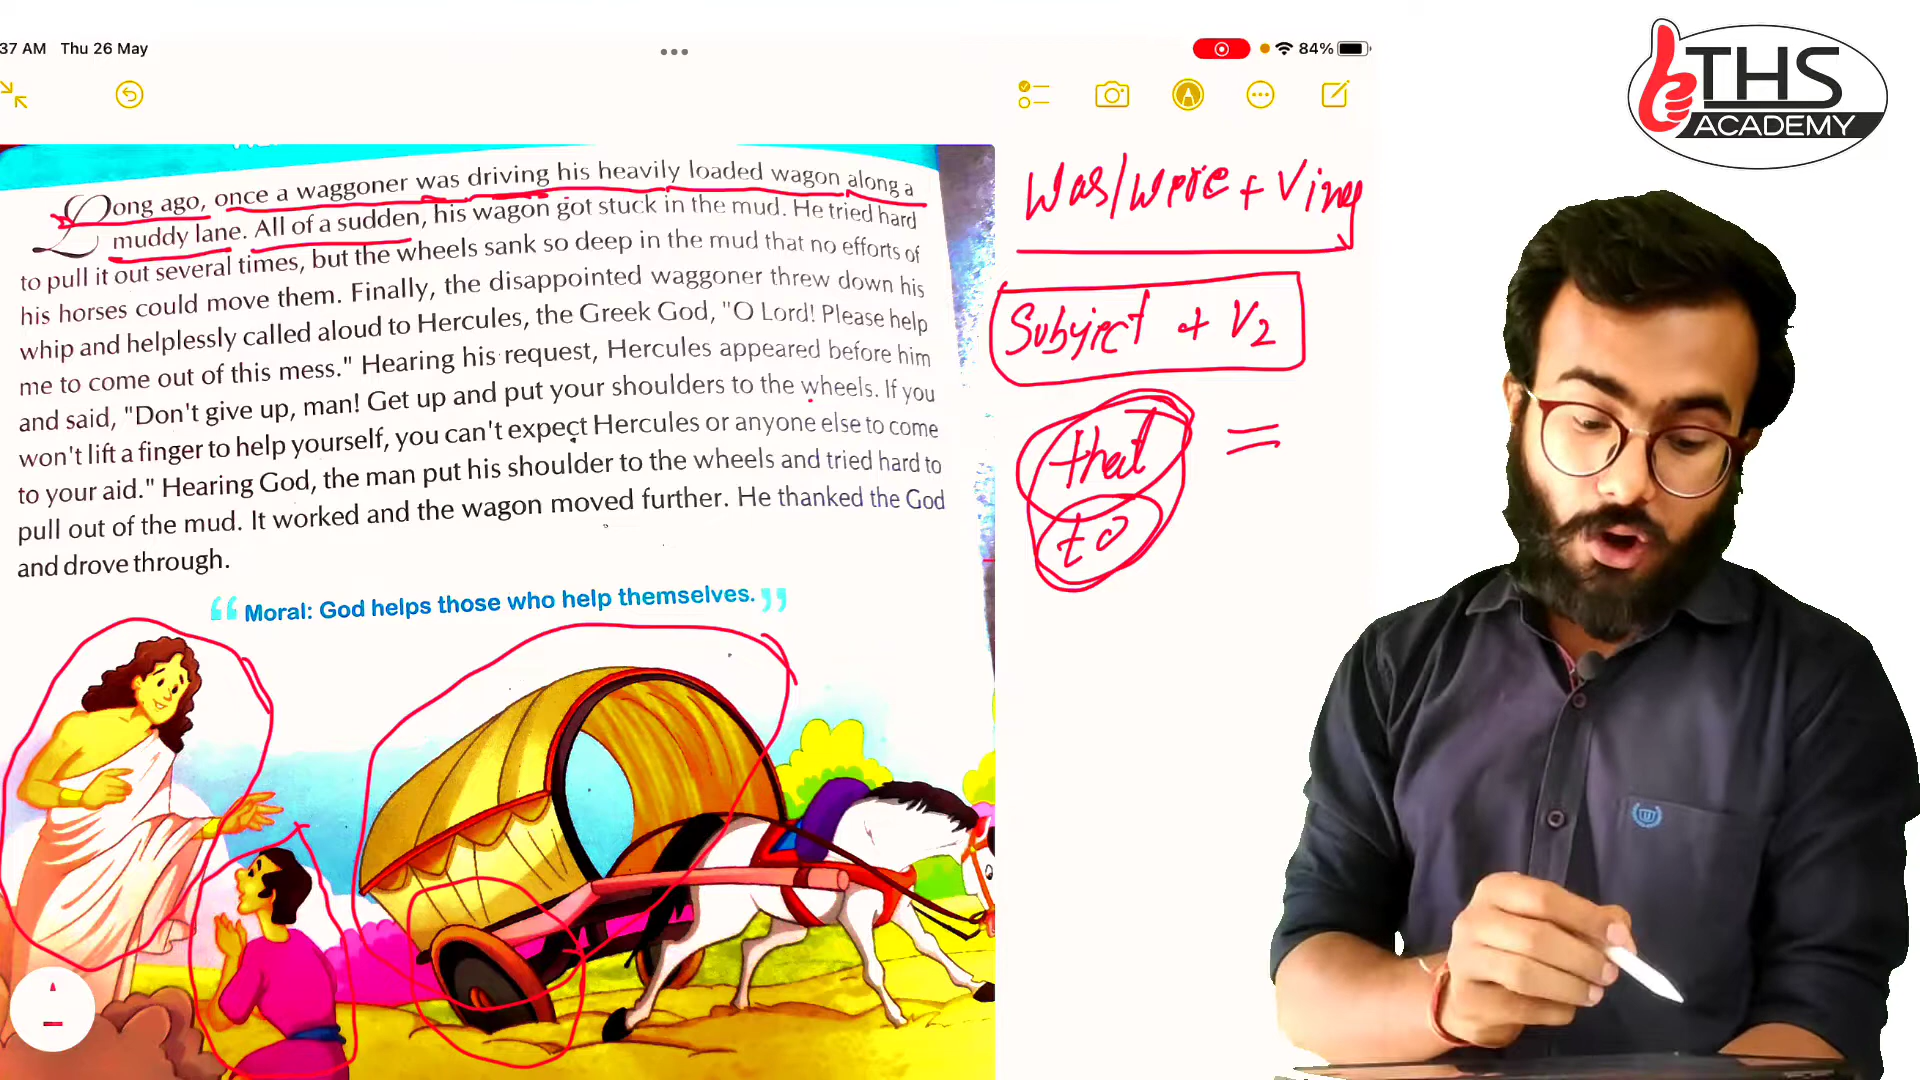 37 AM Thu 26 May
84%
THS
ACADEMY
Long ago, once a waggoner was driving his heavily loaded wagon along a
muddy lane. All of a sudden, his wagon got stuck in the mud. He tried hard
to pull it out several times, but the wheels sank so deep in the mud that no efforts of
his horses could move them. Finally, the disappointed waggoner threw down his
whip and helplessly called aloud to Hercules, the Greek God, "O Lord! Please help
me to come out of this mess." Hearing his request, Hercules appeared before him
and said, "Don't give up, man! Get up and put your shoulders to the wheels. If you
won't lift a finger to help yourself, you can't expect Hercules or anyone else to come
to your aid." Hearing God, the man put his shoulder to the wheels and tried hard to
pull out of the mud. It worked and the wagon moved further. He thanked the God
and drove through.
“ Moral: God helps those who help themselves. ”
Was/were + Ving
Subject + V2
that =
to